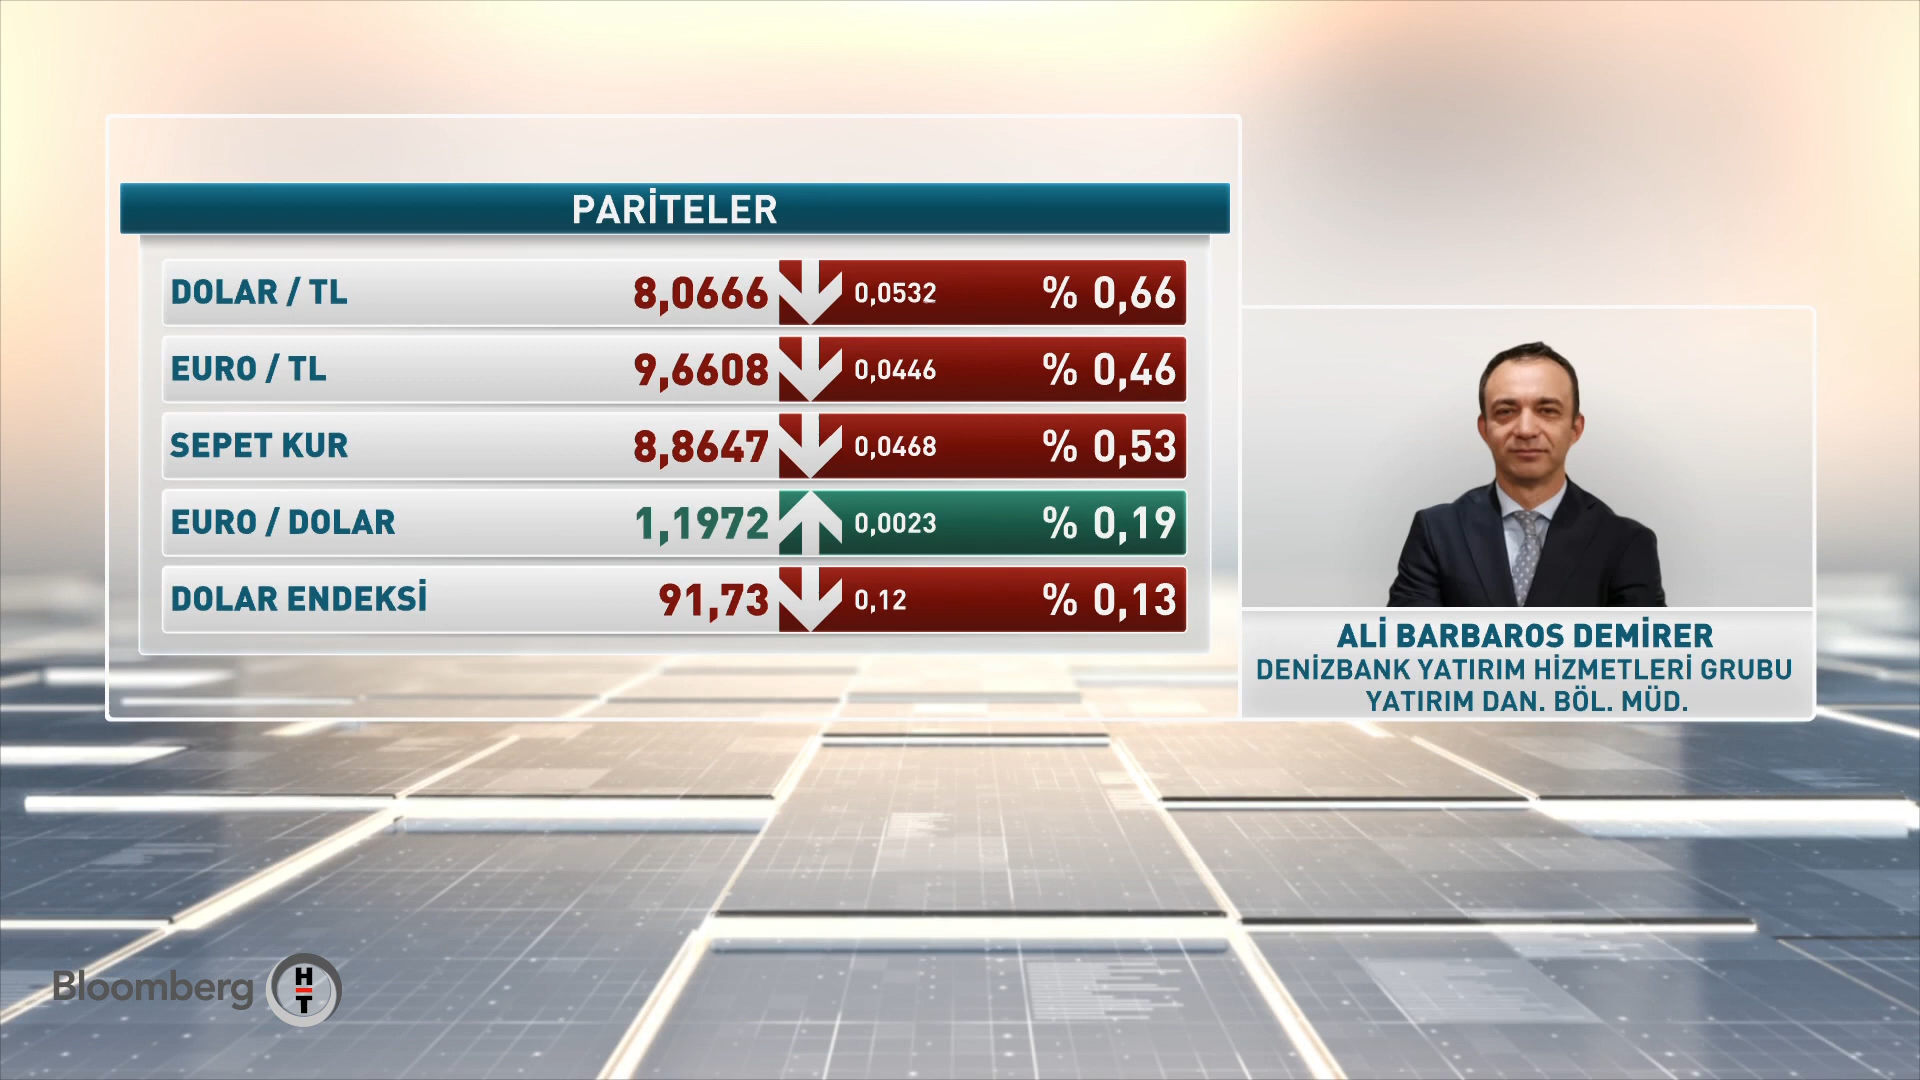 PARİTELER
DOLAR / TL 8,0666 0,0532 % 0,66
EURO / TL 9,6608 0,0446 % 0,46
SEPET KUR 8,8647 0,0468 % 0,53
EURO / DOLAR 1,1972 0,0023 % 0,19
DOLAR ENDEKSİ 91,73 0,12 % 0,13
ALİ BARBAROS DEMİRER
DENİZBANK YATIRIM HİZMETLERİ GRUBU
YATIRIM DAN. BÖL. MÜD.
Bloomberg HT